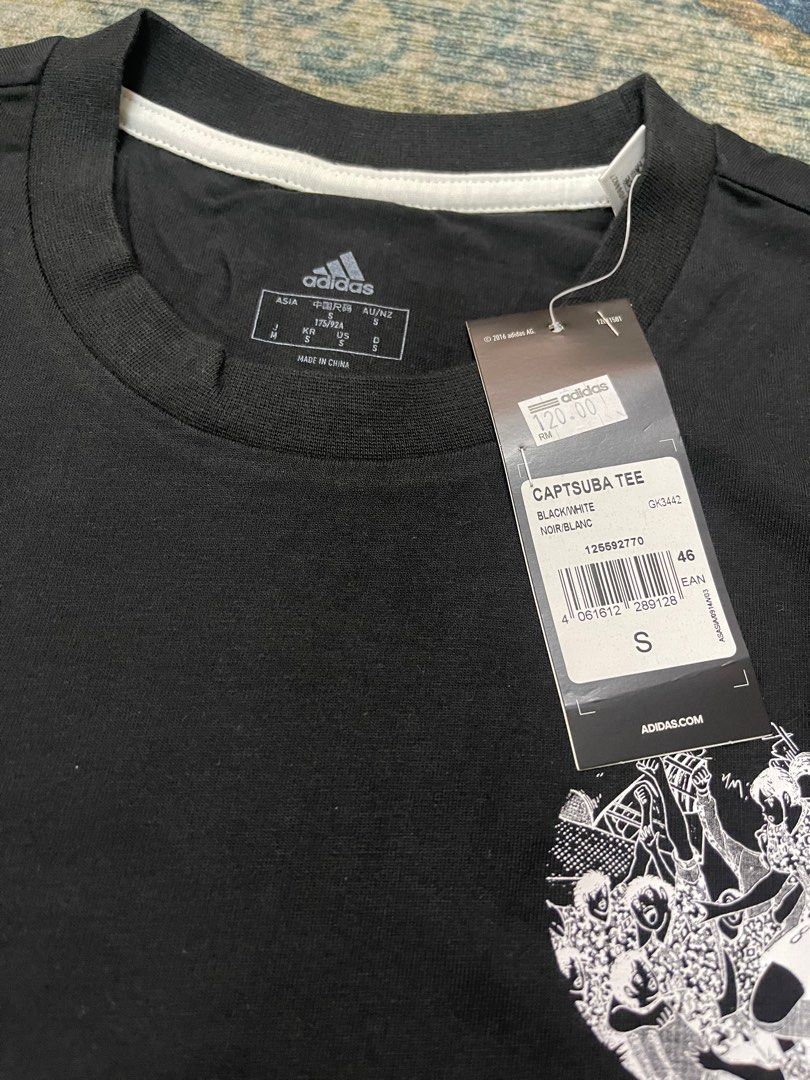 adidas
ASIA 中国尺码 AU/NZ
S S
175/92A
J KR US D
M S S S
MADE IN CHINA
© 2016 adidas AG.
adidas
120.00
RM
CAPTSUBA TEE
BLACK/WHITE GK3442
NOIR/BLANC
125592770
46
EAN
4 061612 289128
S
ADIDAS.COM